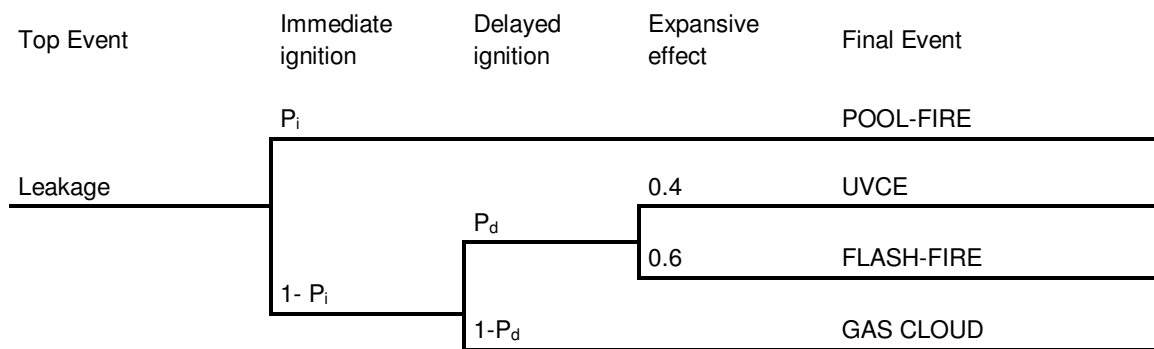 Top Event
Immediate
ignition
Delayed
ignition
Expansive
effect
Final Event
Pi
POOL-FIRE
Leakage
0.4
UVCE
Pd
0.6
FLASH-FIRE
1- Pi
1-Pd
GAS CLOUD